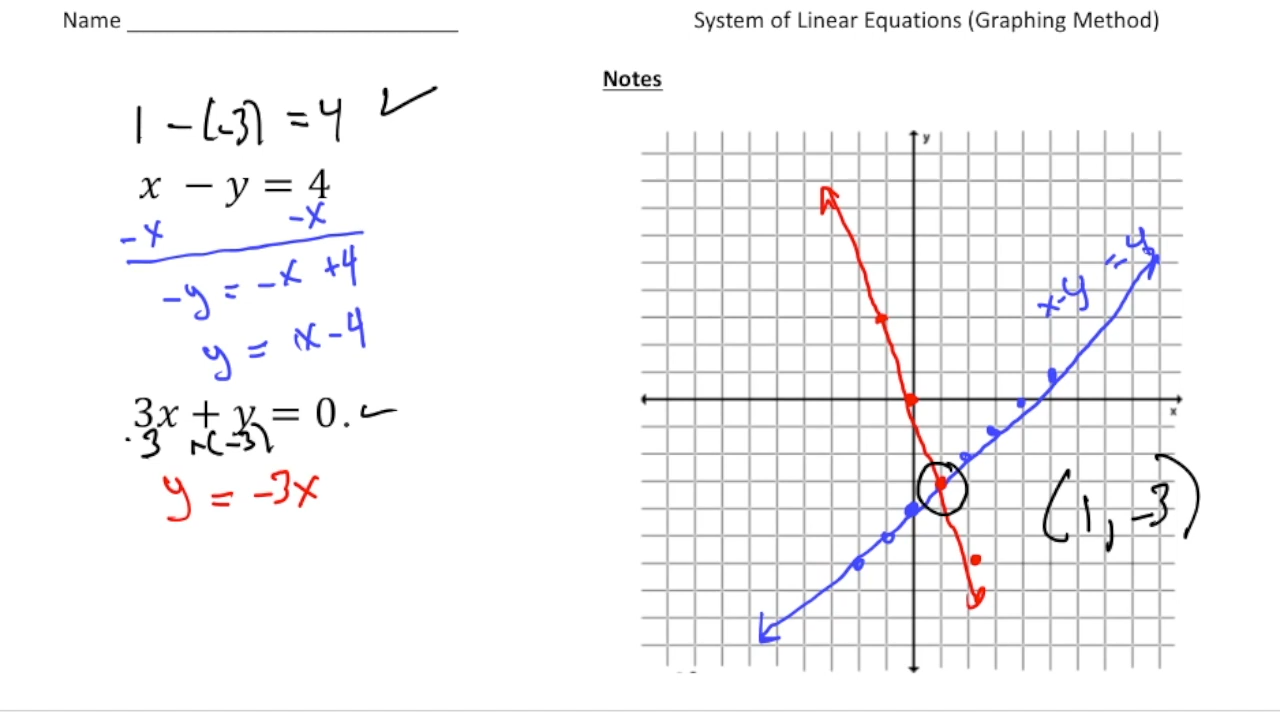 Name
System of Linear Equations (Graphing Method)
Notes
1 - (-3) = 4 ✓
x - y = 4
-x -x
-y = -x + 4
y = x - 4
3x + y = 0. ✓
·3 +(-3)
y = -3x
y
x-y = 4
x
(1, -3)